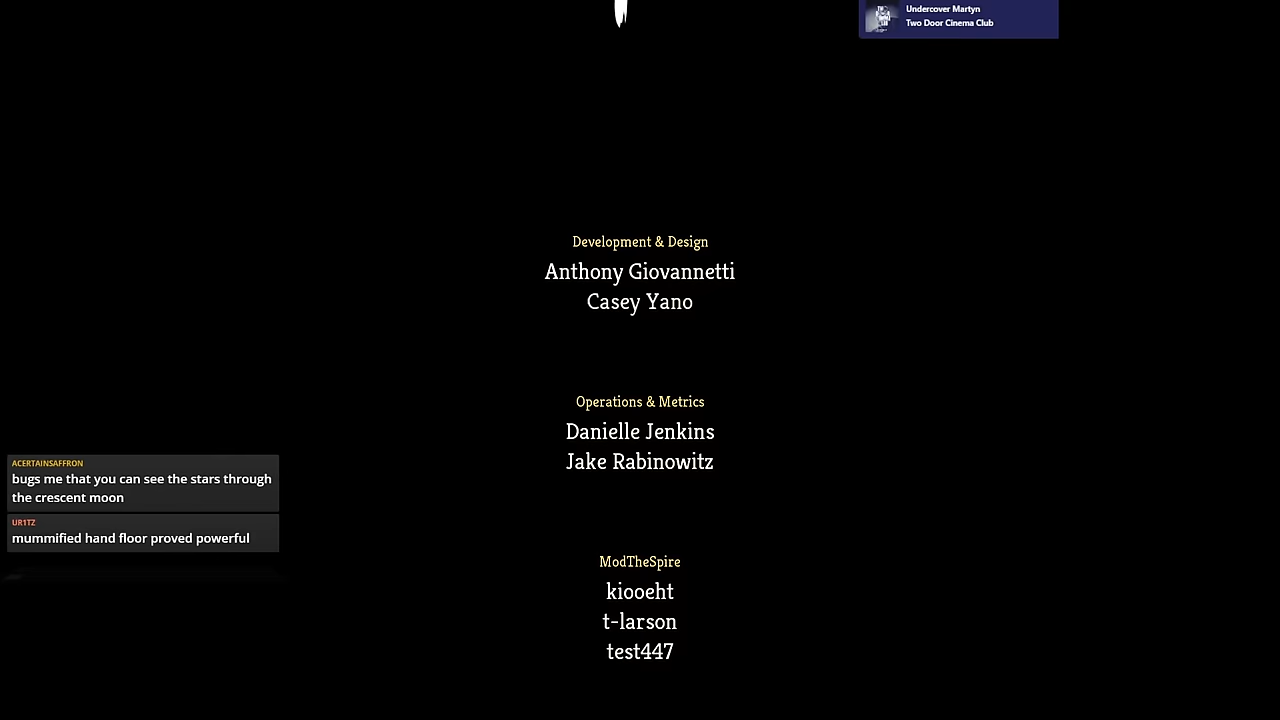 Undercover Martyn
Two Door Cinema Club
Development & Design
Anthony Giovannetti
Casey Yano
Operations & Metrics
Danielle Jenkins
Jake Rabinowitz
ACERTAINSAFFRON
bugs me that you can see the stars through
the crescent moon
UR1TZ
mummified hand floor proved powerful
ModTheSpire
kiooeht
t-larson
test447